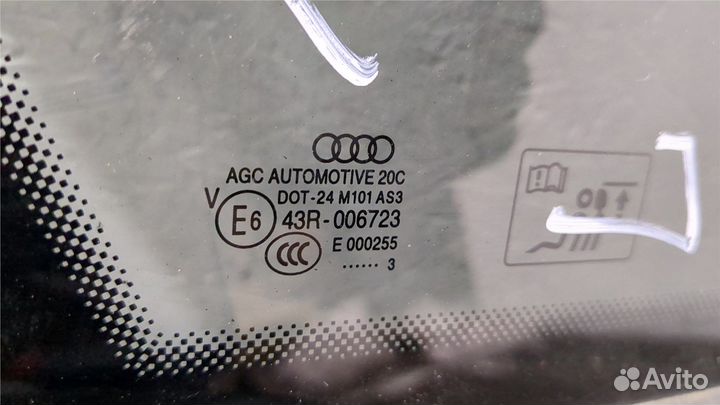 AGC AUTOMOTIVE 20C
DOT-24 M101 AS3
V
E6 43R-006723
CCC E 000255
...... 3
Avito